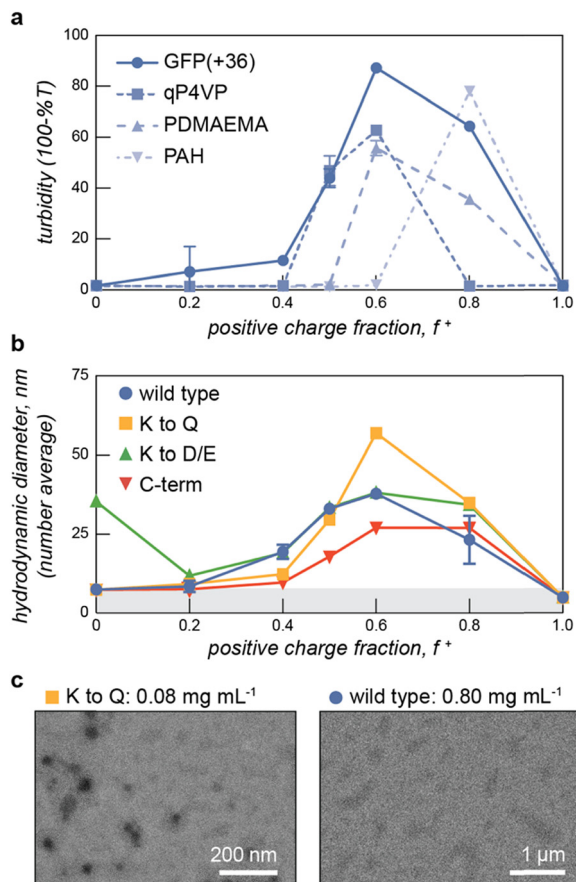 a
100
80
60
40
20
0
turbidity (100-%T)
GFP(+36)
qP4VP
PDMAEMA
PAH
0 0.2 0.4 0.6 0.8 1.0
positive charge fraction, f⁺
b
75
50
25
0
hydrodynamic diameter, nm
(number average)
wild type
K to Q
K to D/E
C-term
0 0.2 0.4 0.6 0.8 1.0
positive charge fraction, f⁺
c
K to Q: 0.08 mg mL⁻¹
200 nm
wild type: 0.80 mg mL⁻¹
1 μm